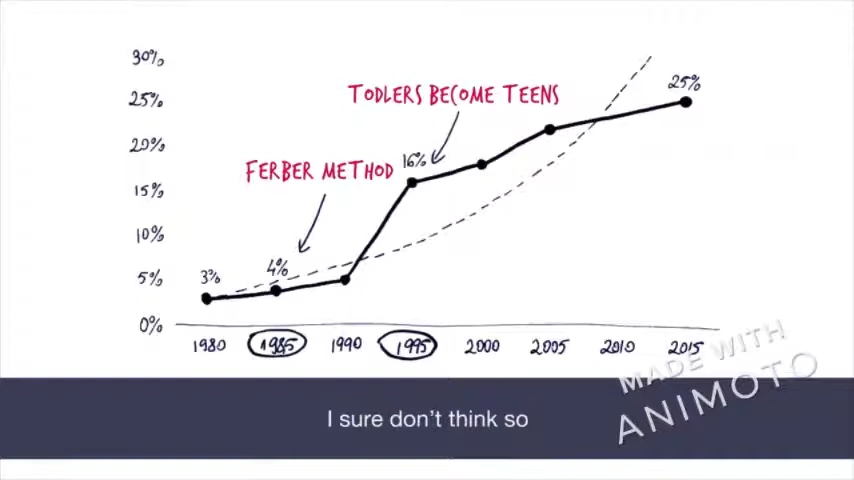 30%
TODLERS BECOME TEENS
25%
25%
20%
16%
FERBER METHOD
15%
10%
4%
3%
5%
0%
1980 1985 1990 1995 2000 2005 2010 2015
MADE WITH
ANIMOTO
I sure don't think so